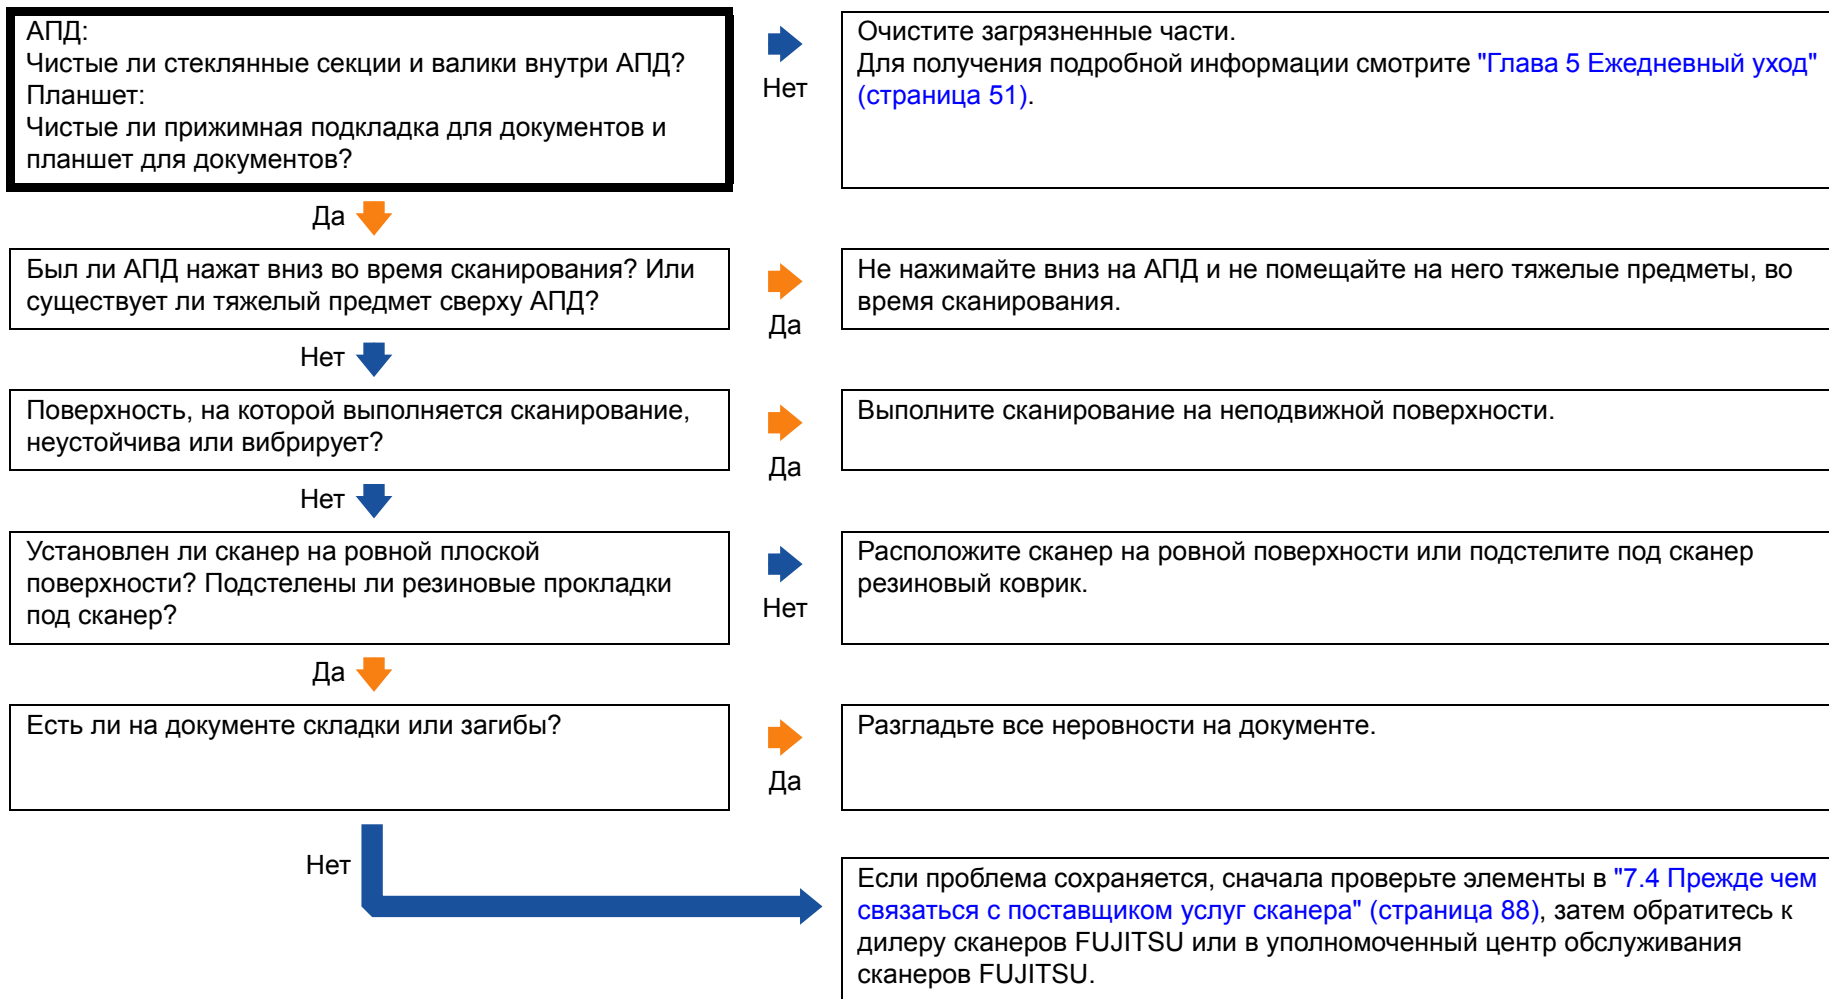 АПД:
Чистые ли стеклянные секции и валики внутри АПД?
Планшет:
Чистые ли прижимная подкладка для документов и
планшет для документов?
Нет
Очистите загрязненные части.
Для получения подробной информации смотрите "Глава 5 Ежедневный уход"
(страница 51).
Да
Был ли АПД нажат вниз во время сканирования? Или
существует ли тяжелый предмет сверху АПД?
Да
Не нажимайте вниз на АПД и не помещайте на него тяжелые предметы, во
время сканирования.
Нет
Поверхность, на которой выполняется сканирование,
неустойчива или вибрирует?
Да
Выполните сканирование на неподвижной поверхности.
Нет
Установлен ли сканер на ровной плоской
поверхности? Подстелены ли резиновые прокладки
под сканер?
Нет
Расположите сканер на ровной поверхности или подстелите под сканер
резиновый коврик.
Да
Есть ли на документе складки или загибы?
Да
Разгладьте все неровности на документе.
Нет
Если проблема сохраняется, сначала проверьте элементы в "7.4 Прежде чем
связаться с поставщиком услуг сканера" (страница 88), затем обратитесь к
дилеру сканеров FUJITSU или в уполномоченный центр обслуживания
сканеров FUJITSU.